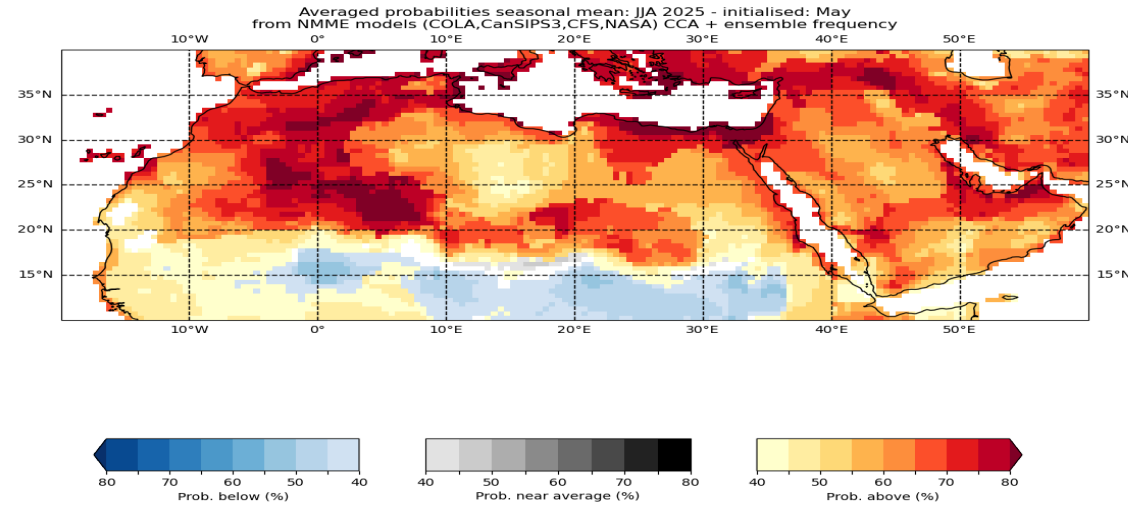 Averaged probabilities seasonal mean: JJA 2025 - initialised: May
from NMME models (COLA,CanSIPS3,CFS,NASA) CCA + ensemble frequency
10°W 0° 10°E 20°E 30°E 40°E 50°E
35°N 35°N
30°N 30°N
25°N 25°N
20°N 20°N
15°N 15°N
10°W 0° 10°E 20°E 30°E 40°E 50°E
80 70 60 50 40
Prob. below (%)
40 50 60 70 80
Prob. near average (%)
40 50 60 70 80
Prob. above (%)